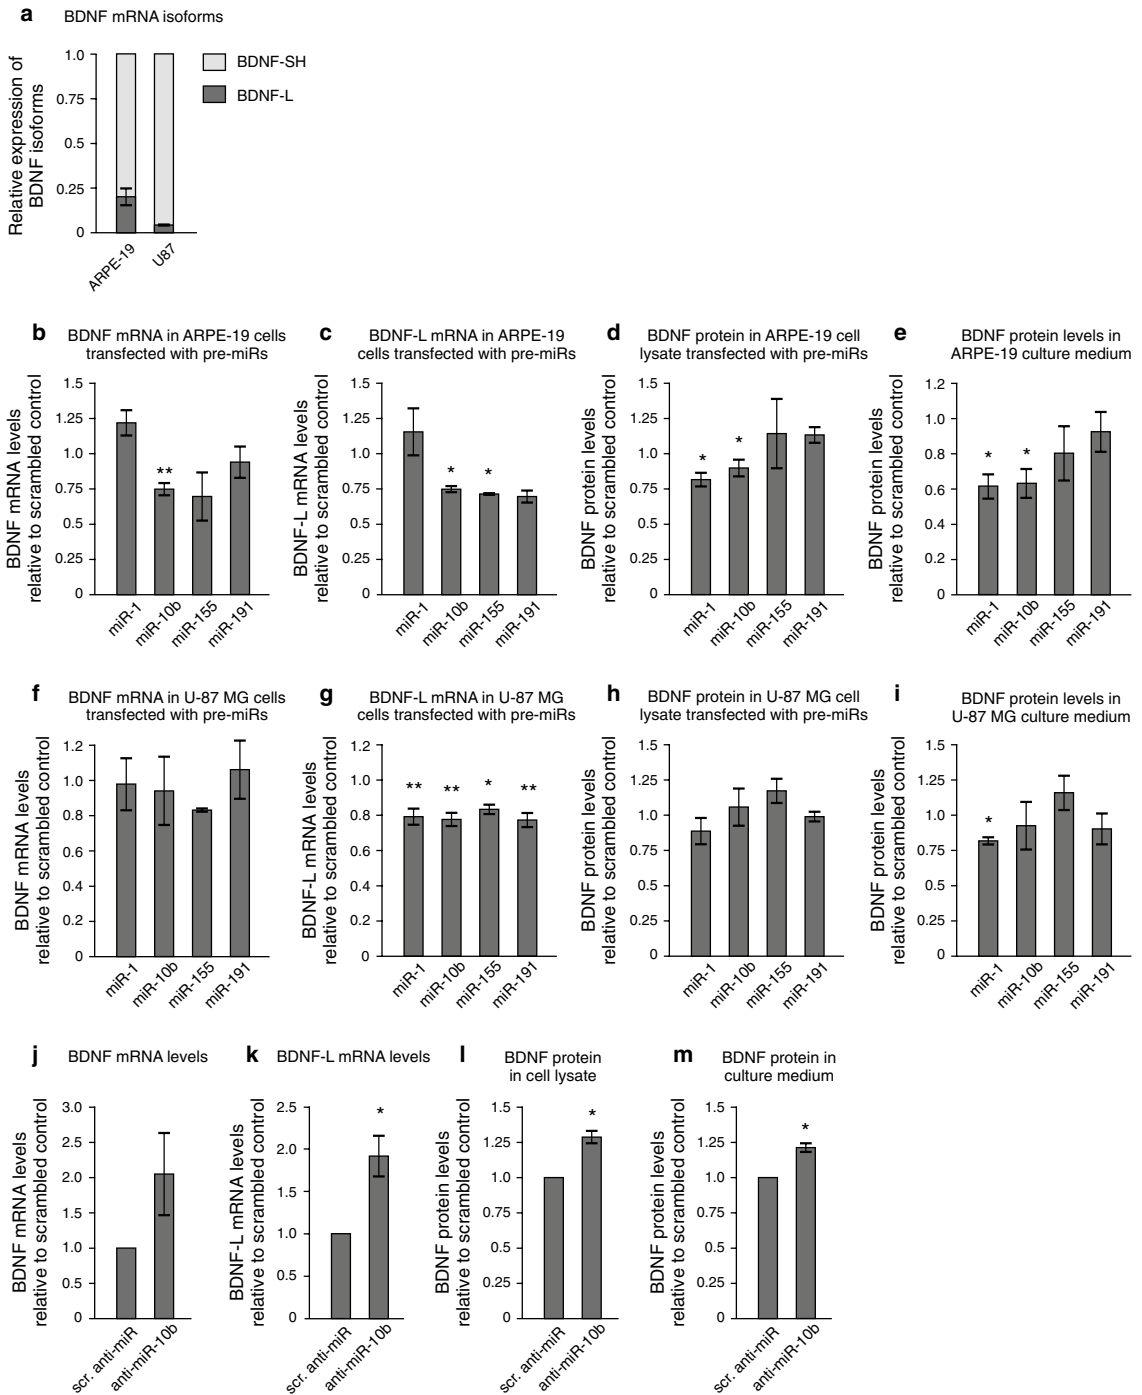 a BDNF mRNA isoforms
Relative expression of
BDNF isoforms
1.0
0.75
0.5
0.25
0
ARPE-19
U87
BDNF-SH
BDNF-L
b BDNF mRNA in ARPE-19 cells
transfected with pre-miRs
BDNF mRNA levels
relative to scrambled control
1.5
1.25
1.0
0.75
0.5
0.25
0
**
miR-1
miR-10b
miR-155
miR-191
c BDNF-L mRNA in ARPE-19
cells transfected with pre-miRs
BDNF-L mRNA levels
relative to scrambled control
1.5
1.25
1.0
0.75
0.5
0.25
0
*
*
miR-1
miR-10b
miR-155
miR-191
d BDNF protein in ARPE-19 cell
lysate transfected with pre-miRs
BDNF protein levels
relative to scrambled control
1.5
1.25
1.0
0.75
0.5
0.25
0
*
*
miR-1
miR-10b
miR-155
miR-191
e BDNF protein levels in
ARPE-19 culture medium
BDNF protein levels
relative to scrambled control
1.2
1.0
0.8
0.6
0.4
0.2
0
*
*
miR-1
miR-10b
miR-155
miR-191
f BDNF mRNA in U-87 MG cells
transfected with pre-miRs
BDNF mRNA levels
relative to scrambled control
1.2
1.0
0.8
0.6
0.4
0.2
0
miR-1
miR-10b
miR-155
miR-191
g BDNF-L mRNA in U-87 MG
cells transfected with pre-miRs
BDNF-L mRNA levels
relative to scrambled control
1.2
1.0
0.8
0.6
0.4
0.2
0
**
**
*
**
miR-1
miR-10b
miR-155
miR-191
h BDNF protein in U-87 MG cell
lysate transfected with pre-miRs
BDNF protein levels
relative to scrambled control
1.5
1.25
1.0
0.75
0.5
0.25
0
miR-1
miR-10b
miR-155
miR-191
i BDNF protein levels in
U-87 MG culture medium
BDNF protein levels
relative to scrambled control
1.5
1.25
1.0
0.75
0.5
0.25
0
*
miR-1
miR-10b
miR-155
miR-191
j BDNF mRNA levels
BDNF mRNA levels
relative to scrambled control
3.0
2.5
2.0
1.5
1.0
0.5
0
scr. anti-miR
anti-miR-10b
k BDNF-L mRNA levels
BDNF-L mRNA levels
relative to scrambled control
2.5
2.0
1.5
1.0
0.5
0
*
scr. anti-miR
anti-miR-10b
l BDNF protein
in cell lysate
BDNF protein levels
relative to scrambled control
1.5
1.25
1.0
0.75
0.5
0.25
0
*
scr. anti-miR
anti-miR-10b
m BDNF protein in
culture medium
BDNF protein levels
relative to scrambled control
1.5
1.25
1.0
0.75
0.5
0.25
0
*
scr. anti-miR
anti-miR-10b